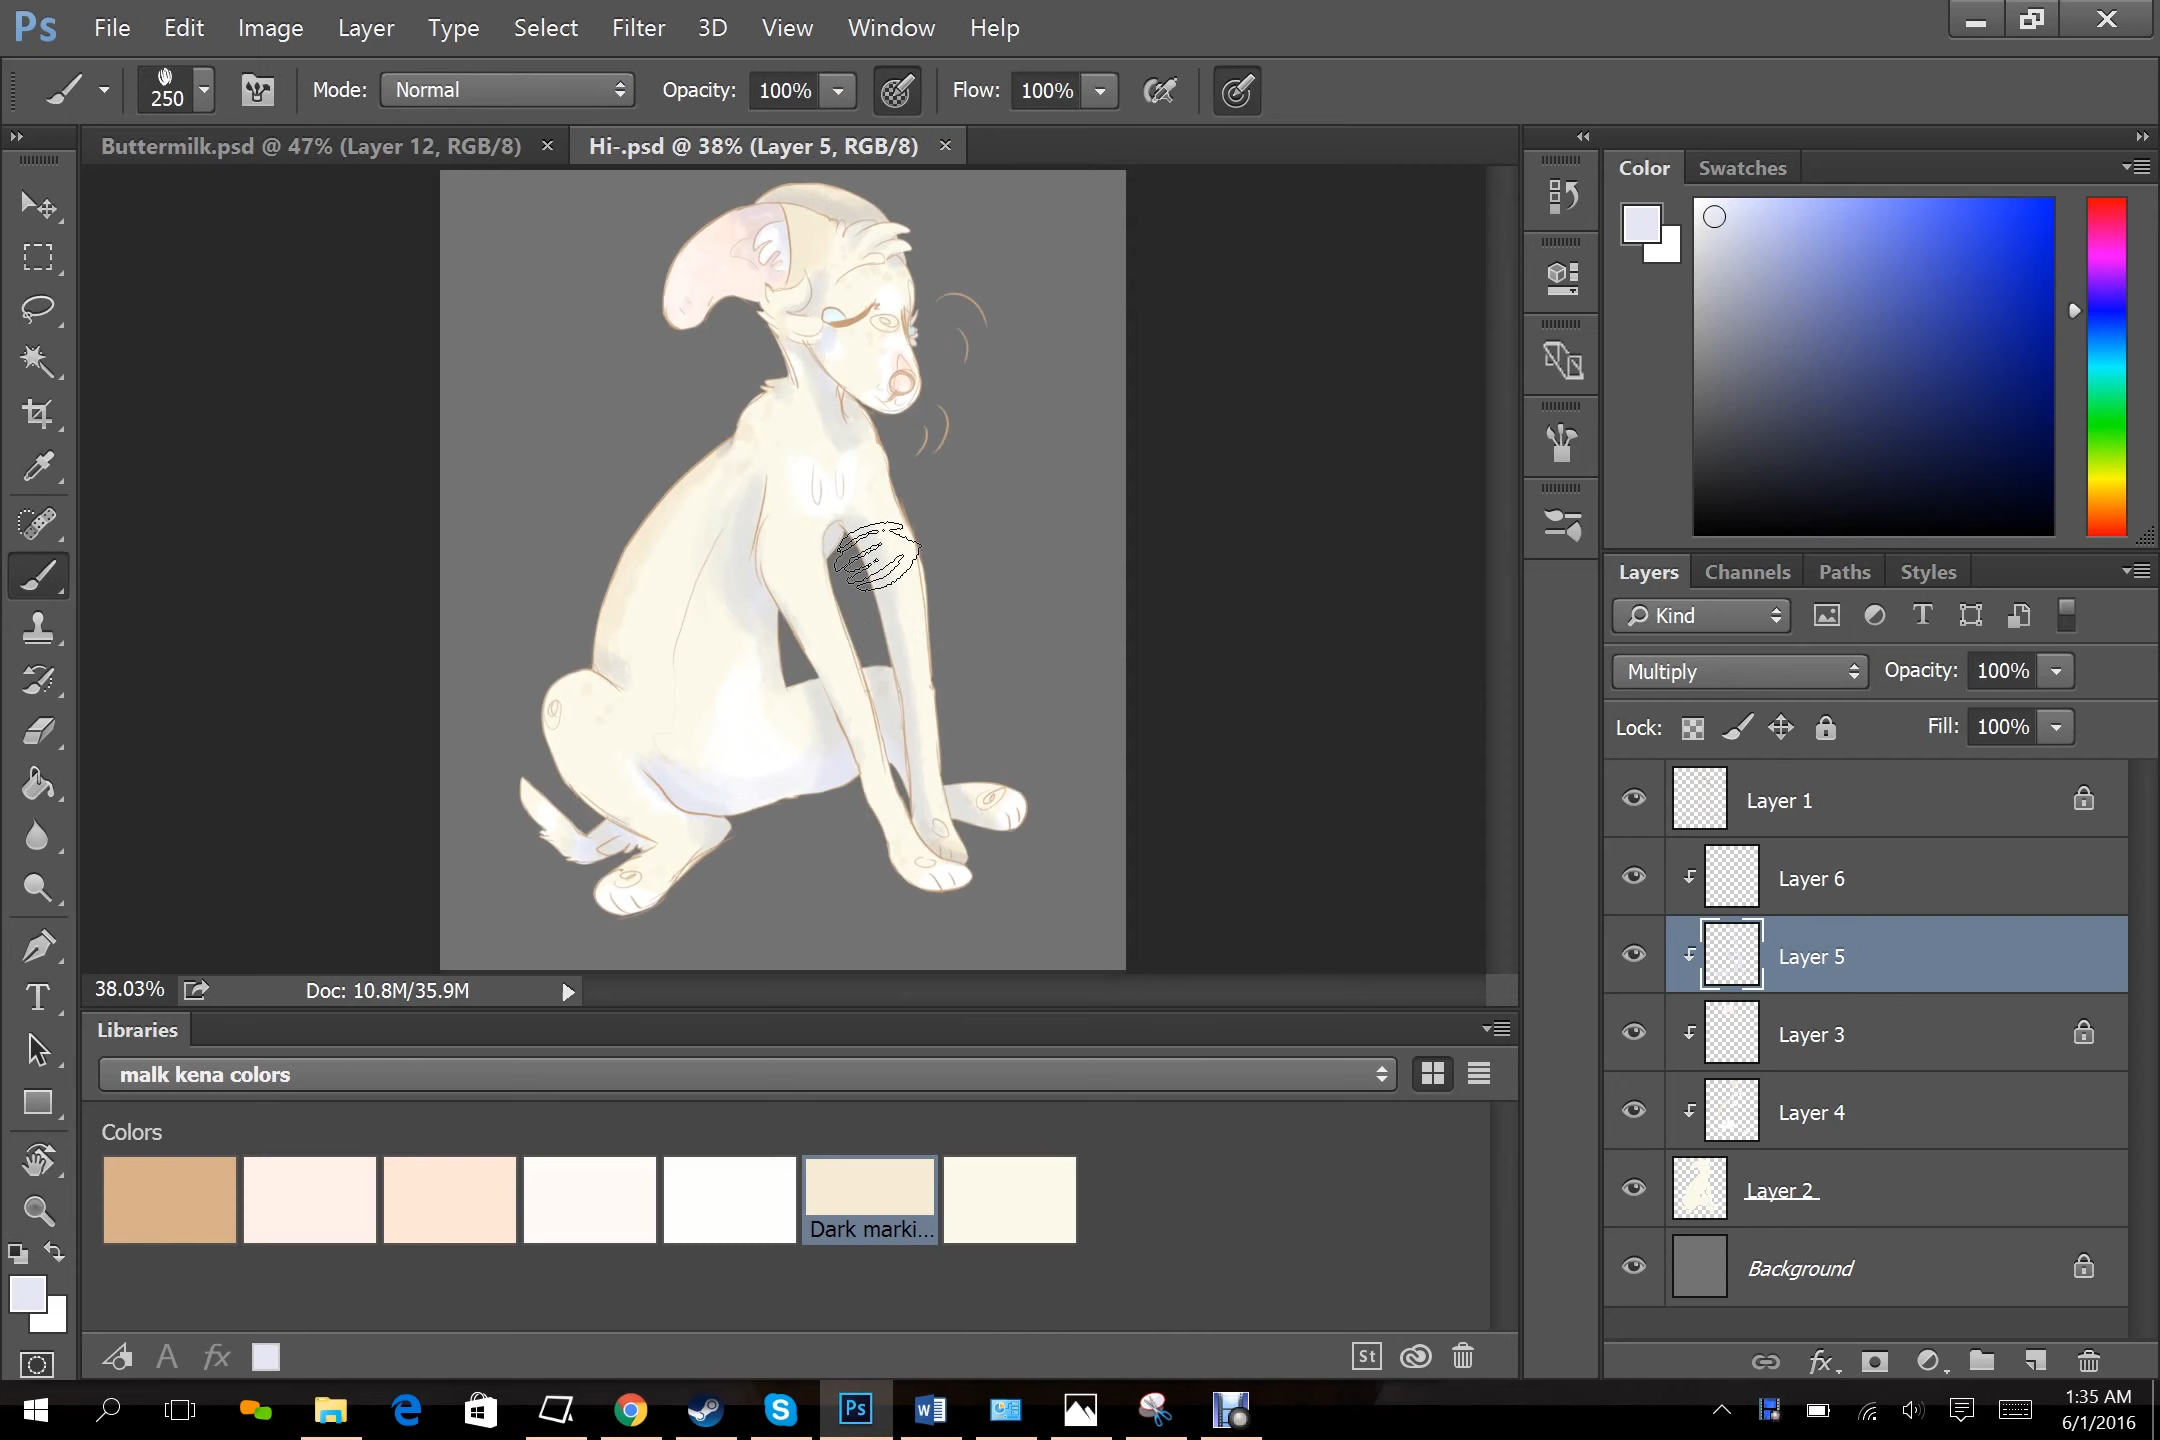 Ps File Edit Image Layer Type Select Filter 3D View Window Help
250 Mode: Normal Opacity: 100% Flow: 100%
Buttermilk.psd @ 47% (Layer 12, RGB/8) × Hi-.psd @ 38% (Layer 5, RGB/8) ×
Color Swatches
Layers Channels Paths Styles
Kind
Multiply Opacity: 100%
Lock: Fill: 100%
Layer 1
Layer 6
Layer 5
Layer 3
Layer 4
Layer 2
Background
38.03% Doc: 10.8M/35.9M
Libraries
malk kena colors
Colors
Dark marki...
A fx St fx
Ps 1:35 AM
6/1/2016